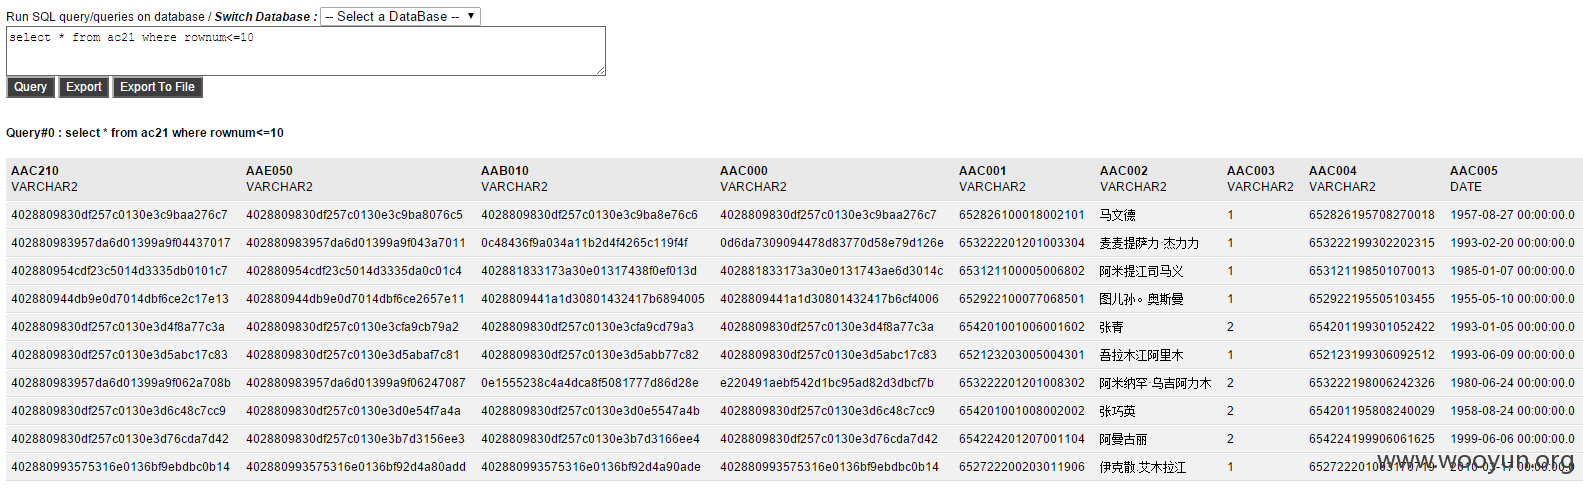 Run SQL query/queries on database / Switch Database : -- Select a DataBase --
select * from ac21 where rownum<=10
Query Export Export To File
Query#0 : select * from ac21 where rownum<=10
AAC210 AAE050 AAB010 AAC000 AAC001 AAC002 AAC003 AAC004 AAC005
VARCHAR2 VARCHAR2 VARCHAR2 VARCHAR2 VARCHAR2 VARCHAR2 VARCHAR2 VARCHAR2 DATE
4028809830df257c0130e3c9baa276c7 4028809830df257c0130e3c9ba8076c5 4028809830df257c0130e3c9ba8e76c6 4028809830df257c0130e3c9baa276c7 652826100018002101 马文德 1 652826195708270018 1957-08-27 00:00:00.0
402880983957da6d01399a9f04437017 402880983957da6d01399a9f043a7011 0c48436f9a034a11b2d4f4265c119f4f 0d6da7309094478d83770d58e79d126e 653222201201003304 麦麦提萨力·杰力力 1 653222199302202315 1993-02-20 00:00:00.0
402880954cdf23c5014d3335db0101c7 402880954cdf23c5014d3335da0c01c4 402881833173a30e01317438f0ef013d 402881833173a30e0131743ae6d3014c 653121100005006802 阿米提江司马义 1 653121198501070013 1985-01-07 00:00:00.0
402880944db9e0d7014dbf6ce2c17e13 402880944db9e0d7014dbf6ce2657e11 4028809441a1d30801432417b6894005 4028809441a1d30801432417b6cf4006 652922100077068501 图儿孙。奥斯曼 1 652922195505103455 1955-05-10 00:00:00.0
4028809830df257c0130e3d4f8a77c3a 4028809830df257c0130e3cfa9cb79a2 4028809830df257c0130e3cfa9cd79a3 4028809830df257c0130e3d4f8a77c3a 654201001006001602 张青 2 654201199301052422 1993-01-05 00:00:00.0
4028809830df257c0130e3d5abc17c83 4028809830df257c0130e3d5abaf7c81 4028809830df257c0130e3d5abb77c82 4028809830df257c0130e3d5abc17c83 652123203005004301 吾拉木江阿里木 1 652123199306092512 1993-06-09 00:00:00.0
402880983957da6d01399a9f062a708b 402880983957da6d01399a9f06247087 0e1555238c4a4dca8f5081777d86d28e e220491aebf542d1bc95ad82d3dbcf7b 653222201201008302 阿米纳罕·乌吉阿力木 2 653222198006242326 1980-06-24 00:00:00.0
4028809830df257c0130e3d6c48c7cc9 4028809830df257c0130e3d0e54f7a4a 4028809830df257c0130e3d0e5547a4b 4028809830df257c0130e3d6c48c7cc9 654201001008002002 张巧英 2 654201195808240029 1958-08-24 00:00:00.0
4028809830df257c0130e3d76cda7d42 4028809830df257c0130e3b7d3156ee3 4028809830df257c0130e3b7d3166ee4 4028809830df257c0130e3d76cda7d42 654224201207001104 阿曼古丽 2 654224199906061625 1999-06-06 00:00:00.0
402880993575316e0136bf9ebdbc0b14 402880993575316e0136bf92d4a80add 402880993575316e0136bf92d4a90ade 402880993575316e0136bf9ebdbc0b14 652722200203011906 伊克散.艾木拉江 1
www.wooyun.org